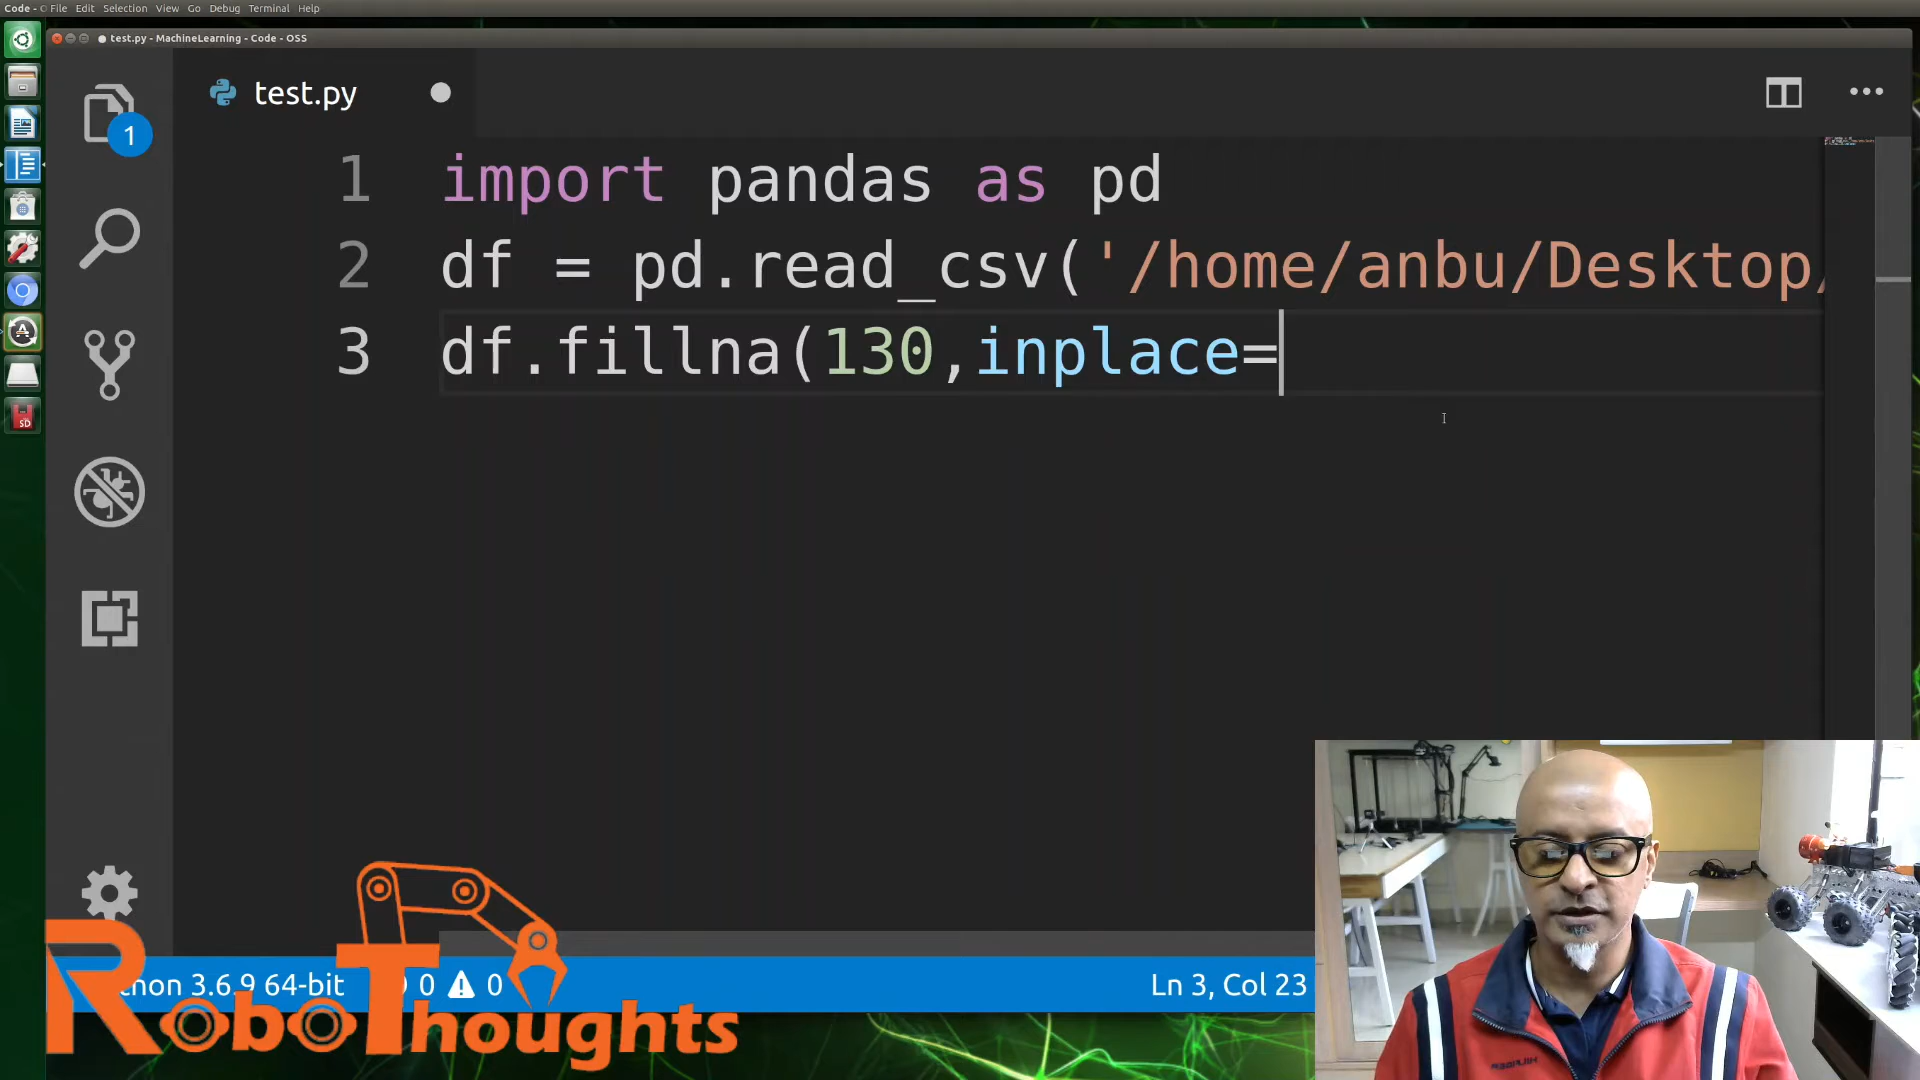 Code - File Edit Selection View Go Debug Terminal Help
test.py - MachineLearning - Code - OSS
test.py
1
1 import pandas as pd
2 df = pd.read_csv('/home/anbu/Desktop/
3 df.fillna(130,inplace=
SD
hon 3.6.9 64-bit 0 0 Ln 3, Col 23
RoboThoughts